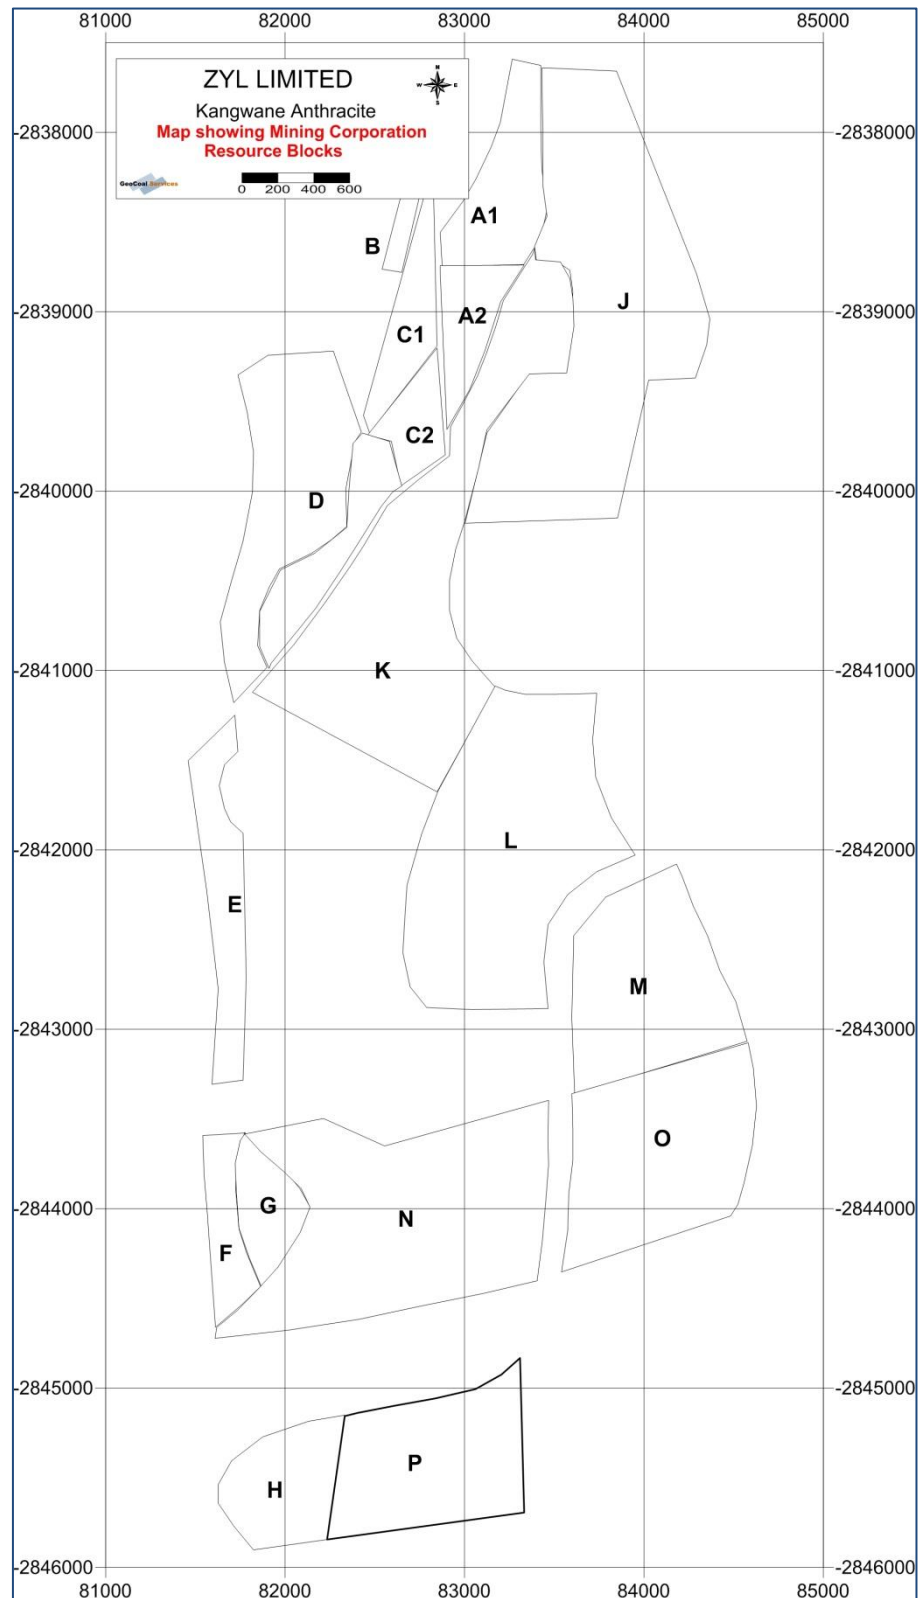 81000 82000 83000 84000 85000
ZYL LIMITED
Kangwane Anthracite
Map showing Mining Corporation
Resource Blocks
N
W E
S
GeoCoal Services
0 200 400 600
-2838000 -2838000
A1
B
J
-2839000 -2839000
A2
C1
C2
-2840000 -2840000
D
-2841000 -2841000
K
L
-2842000 -2842000
E
M
-2843000 -2843000
O
-2844000 -2844000
G
N
F
-2845000 -2845000
P
H
-2846000 -2846000
81000 82000 83000 84000 85000